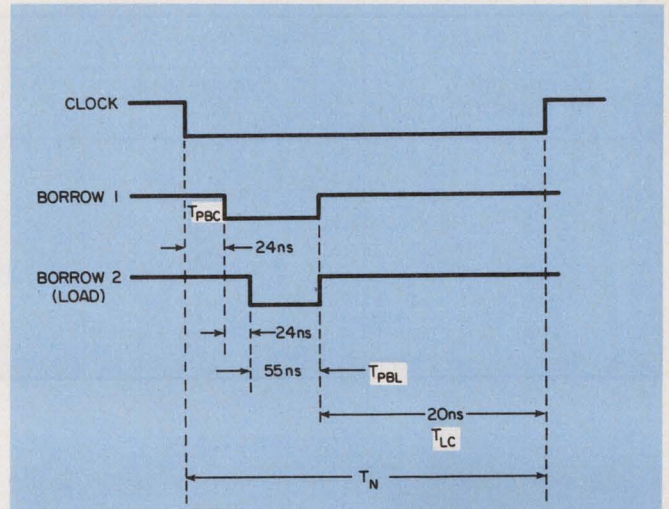 CLOCK
BORROW 1
T_PBC
24ns
BORROW 2
(LOAD)
24ns
55ns
T_PBL
20ns
T_LC
T_N